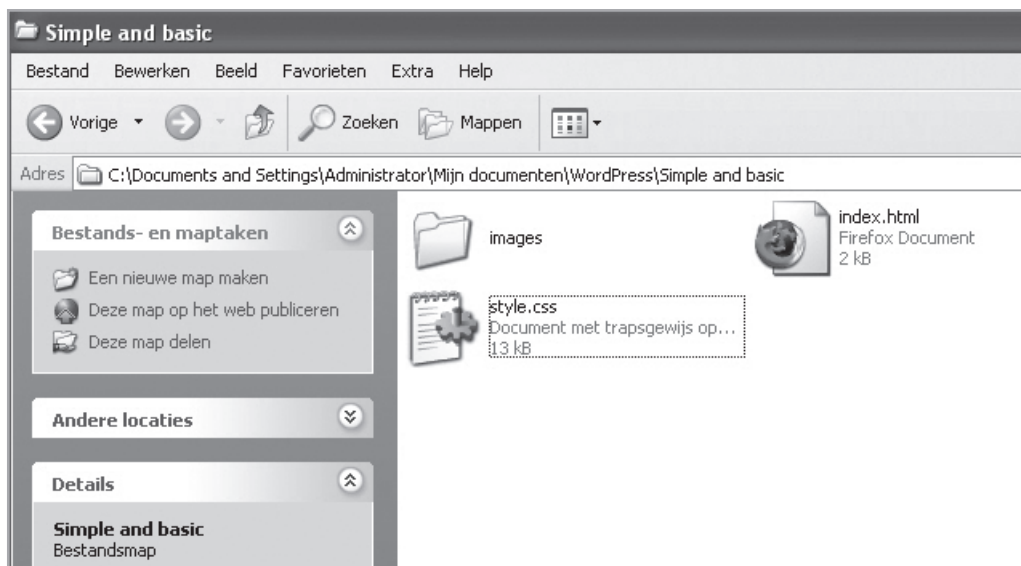 Simple and basic
Bestand Bewerken Beeld Favorieten Extra Help
Vorige Zoeken Mappen
Adres C:\Documents and Settings\Administrator\Mijn documenten\WordPress\Simple and basic
Bestands- en maptaken
Een nieuwe map maken
Deze map op het web publiceren
Deze map delen
Andere locaties
Details
Simple and basic
Bestandsmap
images
index.html
Firefox Document
2 kB
style.css
Document met trapsgewijs op...
13 kB